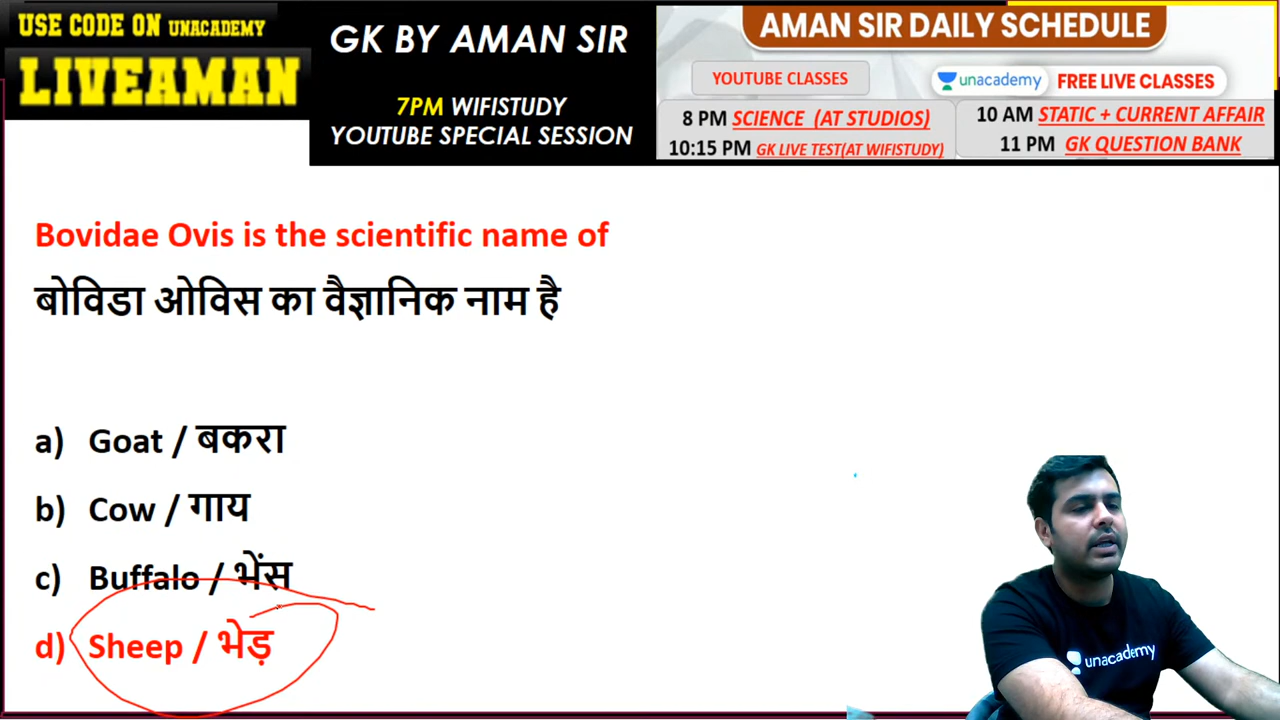 USE CODE ON UNACADEMY
LIVEAMAN
GK BY AMAN SIR
7PM WIFISTUDY
YOUTUBE SPECIAL SESSION
AMAN SIR DAILY SCHEDULE
YOUTUBE CLASSES
unacademy FREE LIVE CLASSES
8 PM SCIENCE (AT STUDIOS)
10:15 PM GK LIVE TEST(AT WIFISTUDY)
10 AM STATIC + CURRENT AFFAIR
11 PM GK QUESTION BANK
Bovidae Ovis is the scientific name of
बोविडा ओविस का वैज्ञानिक नाम है
a) Goat / बकरा
b) Cow / गाय
c) Buffalo / भेंस
d) Sheep / भेड़
unacademy